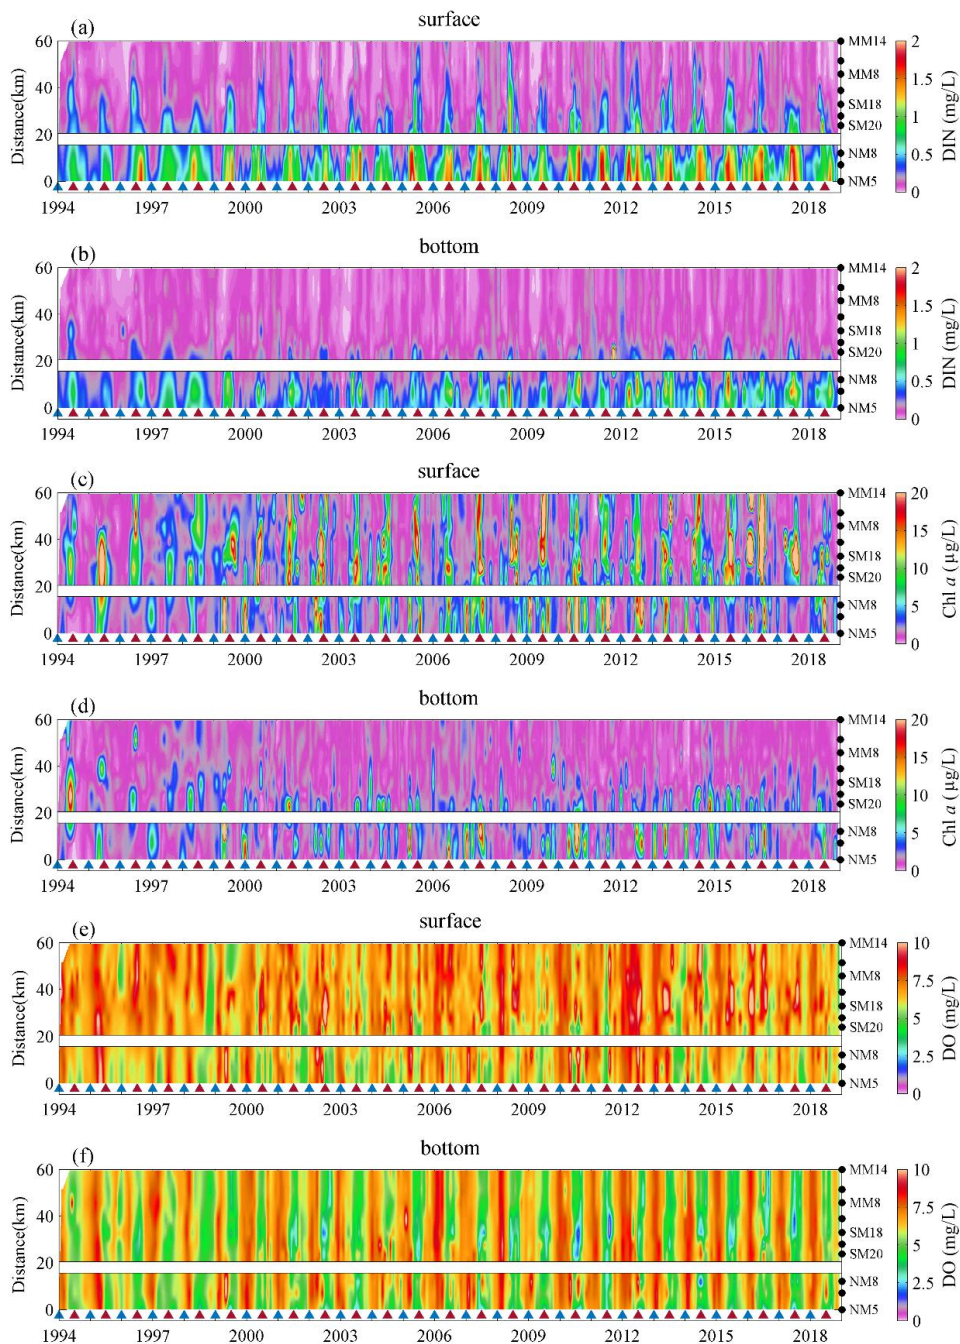 (a) surface
60
40
20
0
Distance(km)
MM14
MM8
SM18
SM20
NM8
NM5
2
1.5
1
0.5
0
DIN (mg/L)
1994 1997 2000 2003 2006 2009 2012 2015 2018
(b) bottom
60
40
20
0
Distance(km)
MM14
MM8
SM18
SM20
NM8
NM5
2
1.5
1
0.5
0
DIN (mg/L)
1994 1997 2000 2003 2006 2009 2012 2015 2018
(c) surface
60
40
20
0
Distance(km)
MM14
MM8
SM18
SM20
NM8
NM5
20
15
10
5
0
Chl a (µg/L)
1994 1997 2000 2003 2006 2009 2012 2015 2018
(d) bottom
60
40
20
0
Distance(km)
MM14
MM8
SM18
SM20
NM8
NM5
20
15
10
5
0
Chl a (µg/L)
1994 1997 2000 2003 2006 2009 2012 2015 2018
(e) surface
60
40
20
0
Distance(km)
MM14
MM8
SM18
SM20
NM8
NM5
10
7.5
5
2.5
0
DO (mg/L)
1994 1997 2000 2003 2006 2009 2012 2015 2018
(f) bottom
60
40
20
0
Distance(km)
MM14
MM8
SM18
SM20
NM8
NM5
10
7.5
5
2.5
0
DO (mg/L)
1994 1997 2000 2003 2006 2009 2012 2015 2018